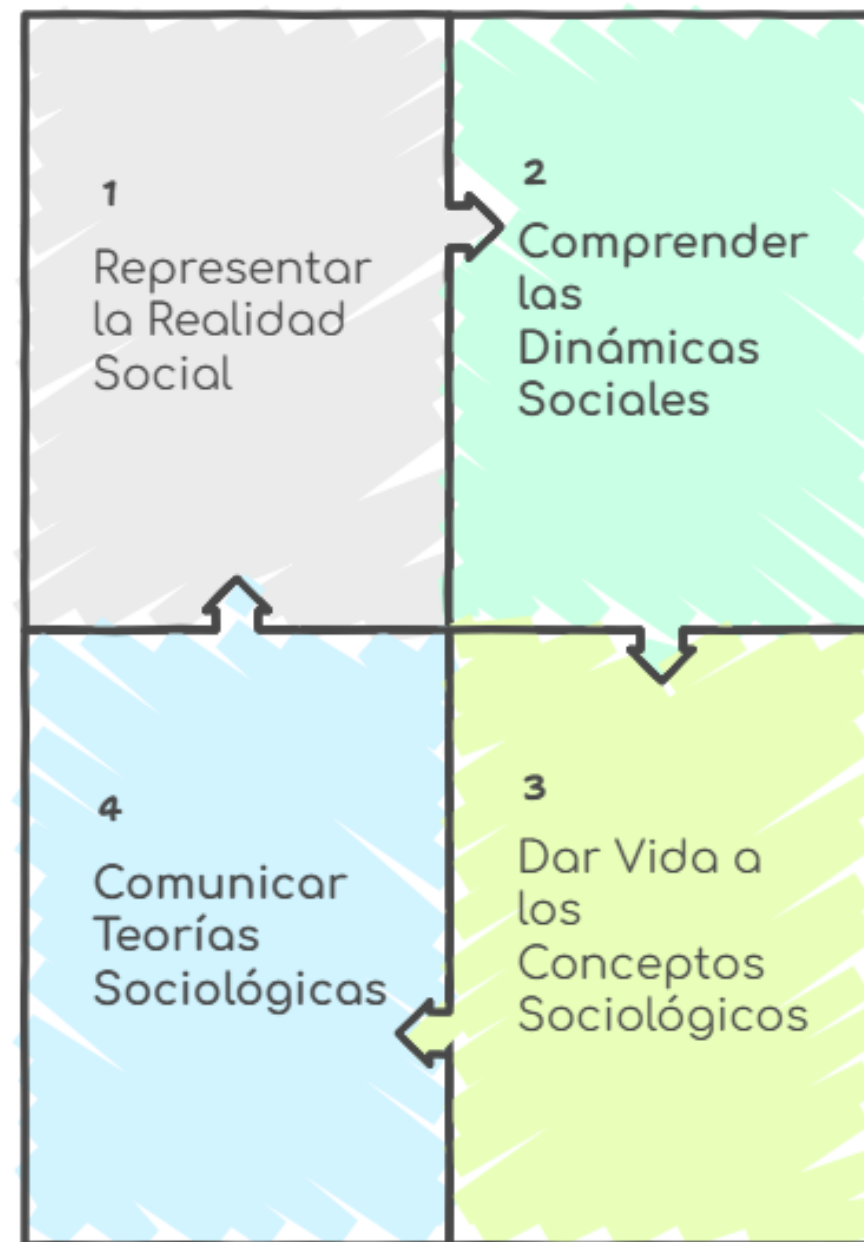 1
Representar
la Realidad
Social
2
Comprender
las
Dinámicas
Sociales
3
Dar Vida a
los
Conceptos
Sociológicos
4
Comunicar
Teorías
Sociológicas